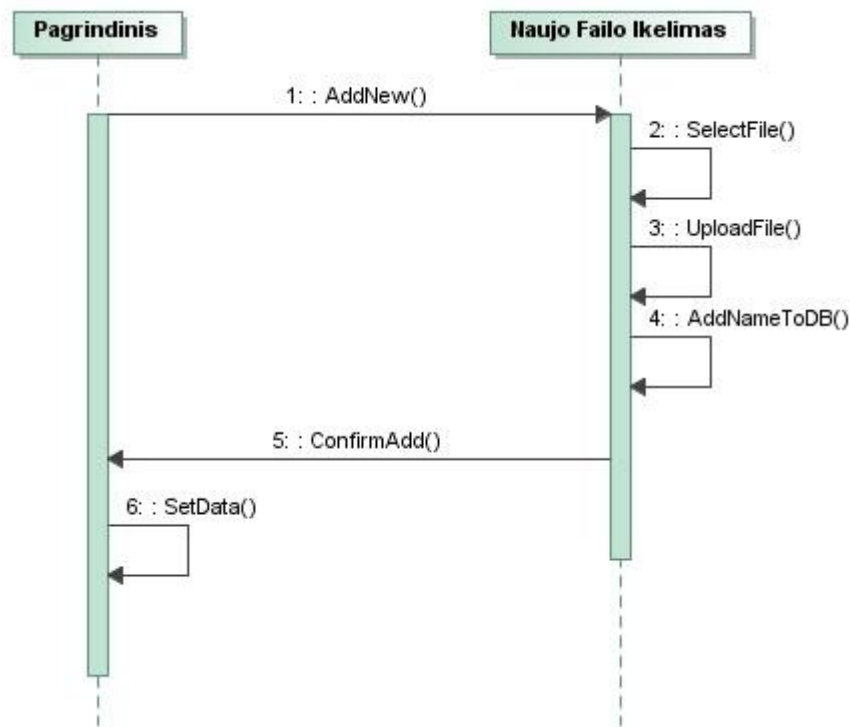 Pagrindinis
Naujo Failo Ikelimas
1: : AddNew()
2: : SelectFile()
3: : UploadFile()
4: : AddNameToDB()
5: : ConfirmAdd()
6: : SetData()